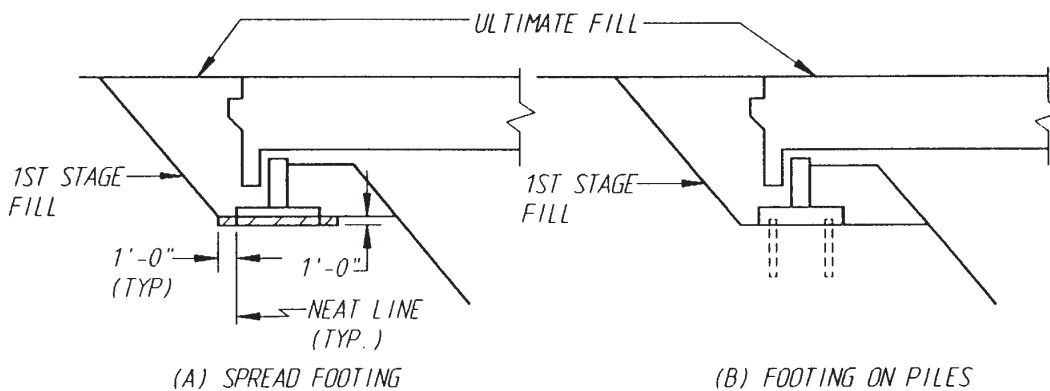 ULTIMATE FILL
1ST STAGE
FILL
1ST STAGE
FILL
1'-0"
(TYP)
1'-0"
NEAT LINE
(TYP.)
(A) SPREAD FOOTING
(B) FOOTING ON PILES